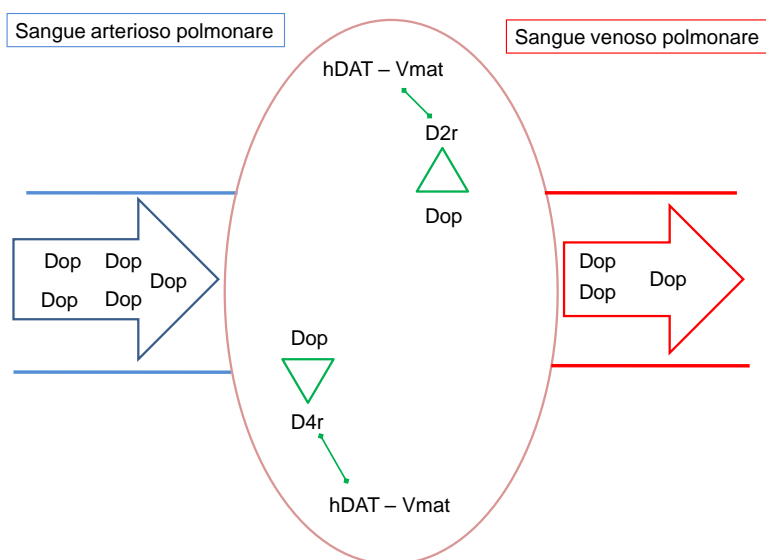 Sangue arterioso polmonare
Sangue venoso polmonare
hDAT – Vmat
D2r
Dop
Dop Dop
Dop
Dop Dop
Dop
Dop
Dop
Dop
D4r
hDAT – Vmat